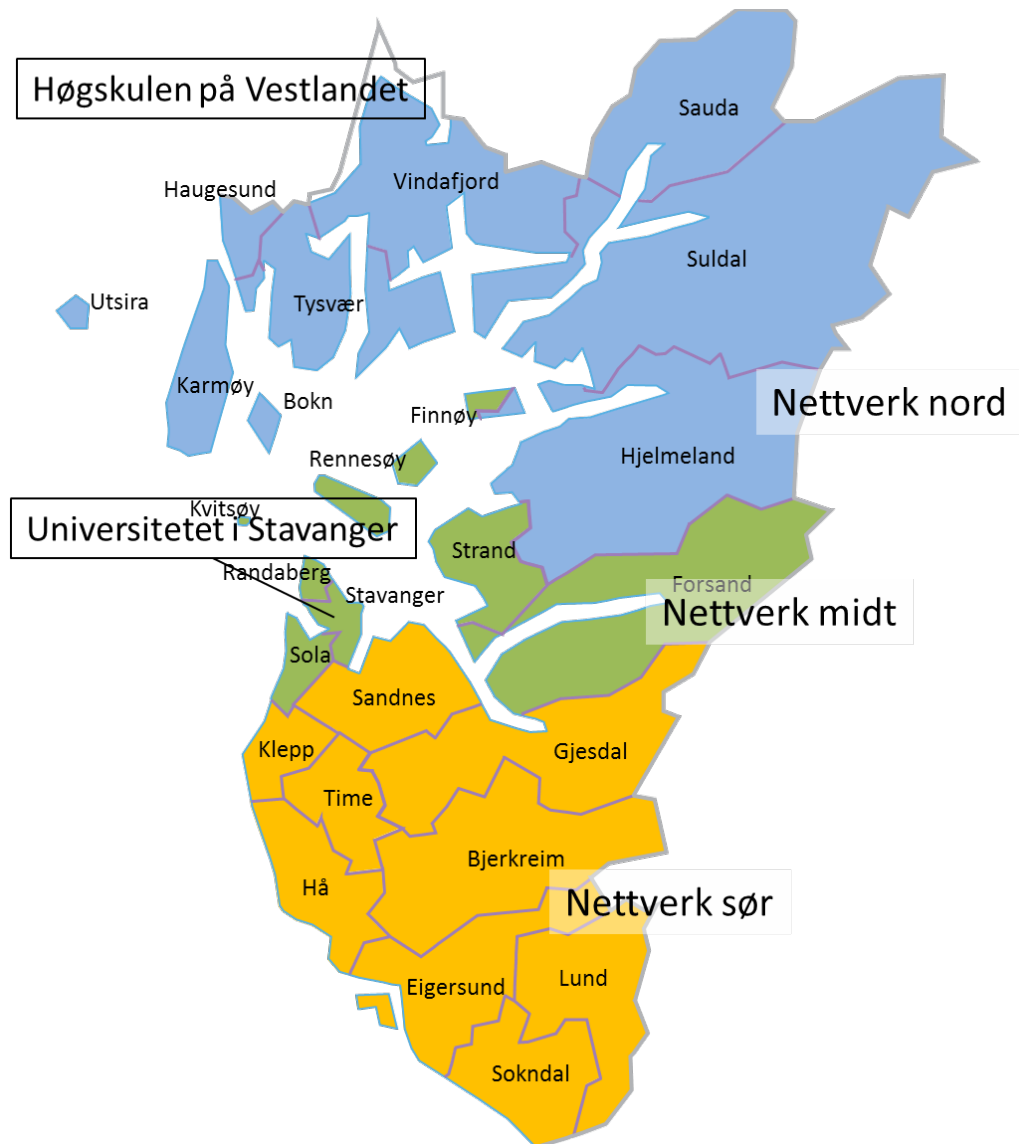 Høgskulen på Vestlandet
Sauda
Vindafjord
Haugesund
Suldal
Utsira
Tysvær
Karmøy
Bokn
Nettverk nord
Finnøy
Hjelmeland
Rennesøy
Kvitsøy
Universitetet i Stavanger
Strand
Randaberg
Forsand
Stavanger
Nettverk midt
Sola
Sandnes
Klepp
Gjesdal
Time
Bjerkreim
Hå
Nettverk sør
Eigersund
Lund
Sokndal